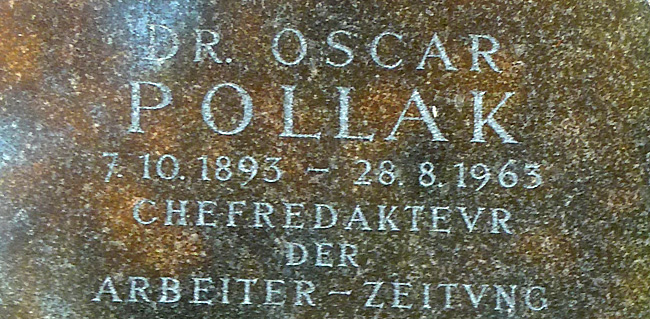 DR. OSCAR
POLLAK
7. 10. 1893 – 28. 8. 1963
CHEFREDAKTEVR
DER
ARBEITER – ZEITVNG